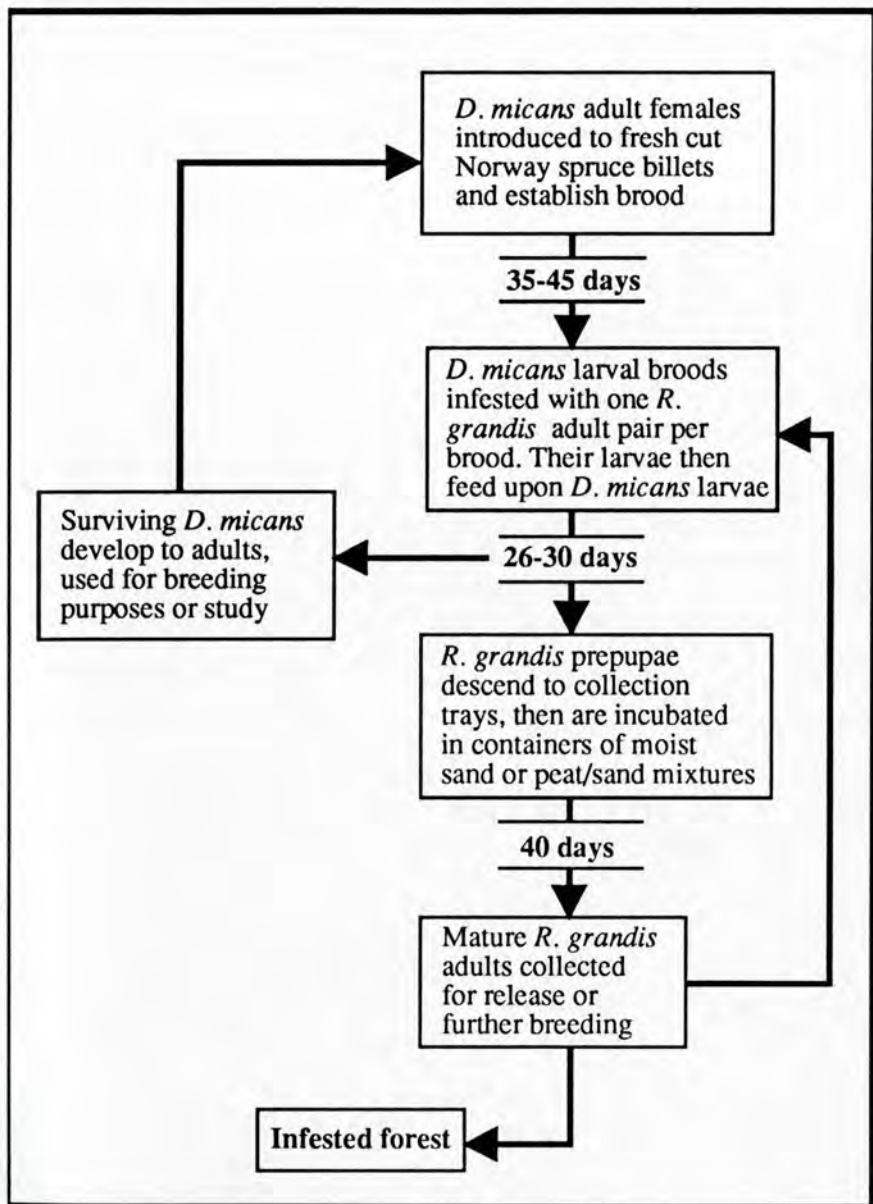 D. micans adult females
introduced to fresh cut
Norway spruce billets
and establish brood
35-45 days
D. micans larval broods
infested with one R.
grandis adult pair per
brood. Their larvae then
feed upon D. micans larvae
Surviving D. micans
develop to adults,
used for breeding
purposes or study
26-30 days
R. grandis prepupae
descend to collection
trays, then are incubated
in containers of moist
sand or peat/sand mixtures
40 days
Mature R. grandis
adults collected
for release or
further breeding
Infested forest